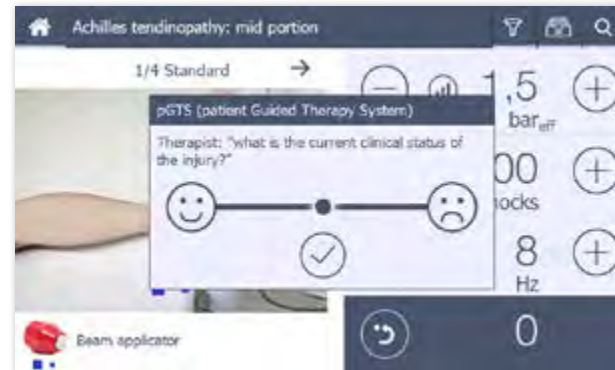 Achilles tendinopathy: mid portion
1/4 Standard →
pGTS (patient Guided Therapy System)
Therapist: "what is the current clinical status of
the injury?"
,5
bar eff
00
8
Hz
0
Beam applicator